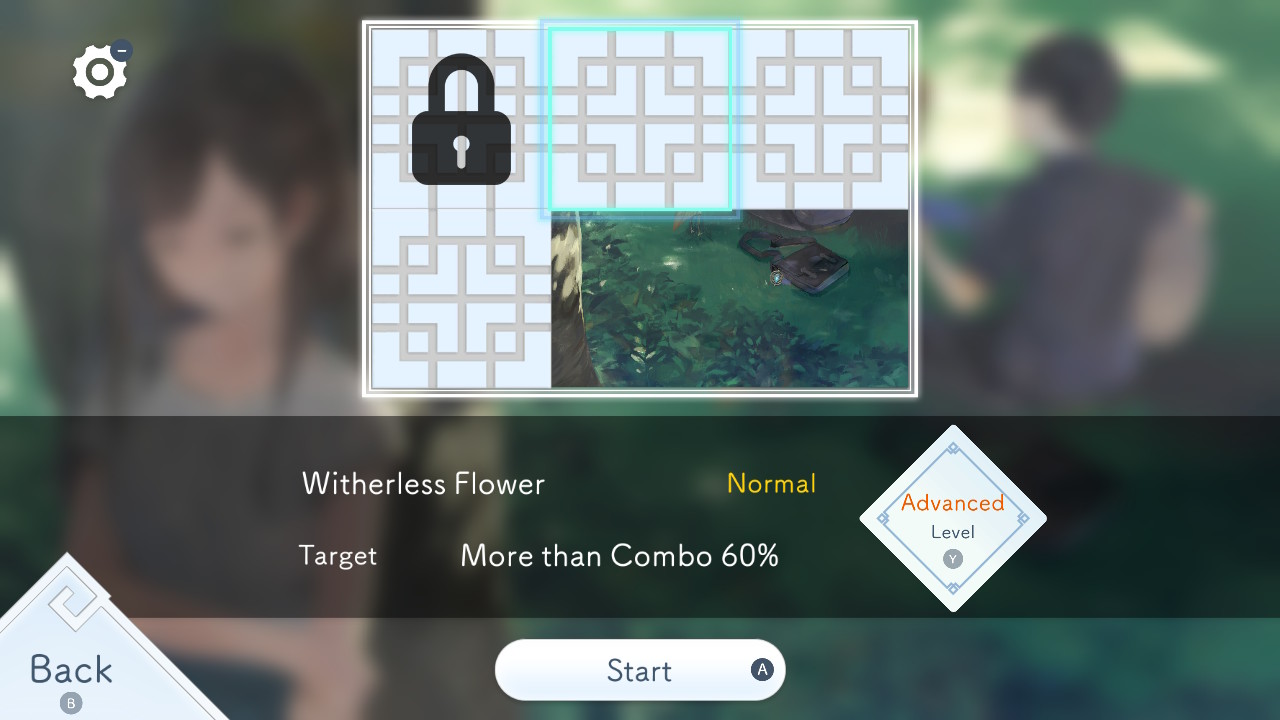 Witherless Flower
Normal
Advanced
Level
Y
Target
More than Combo 60%
Start
A
Back
B